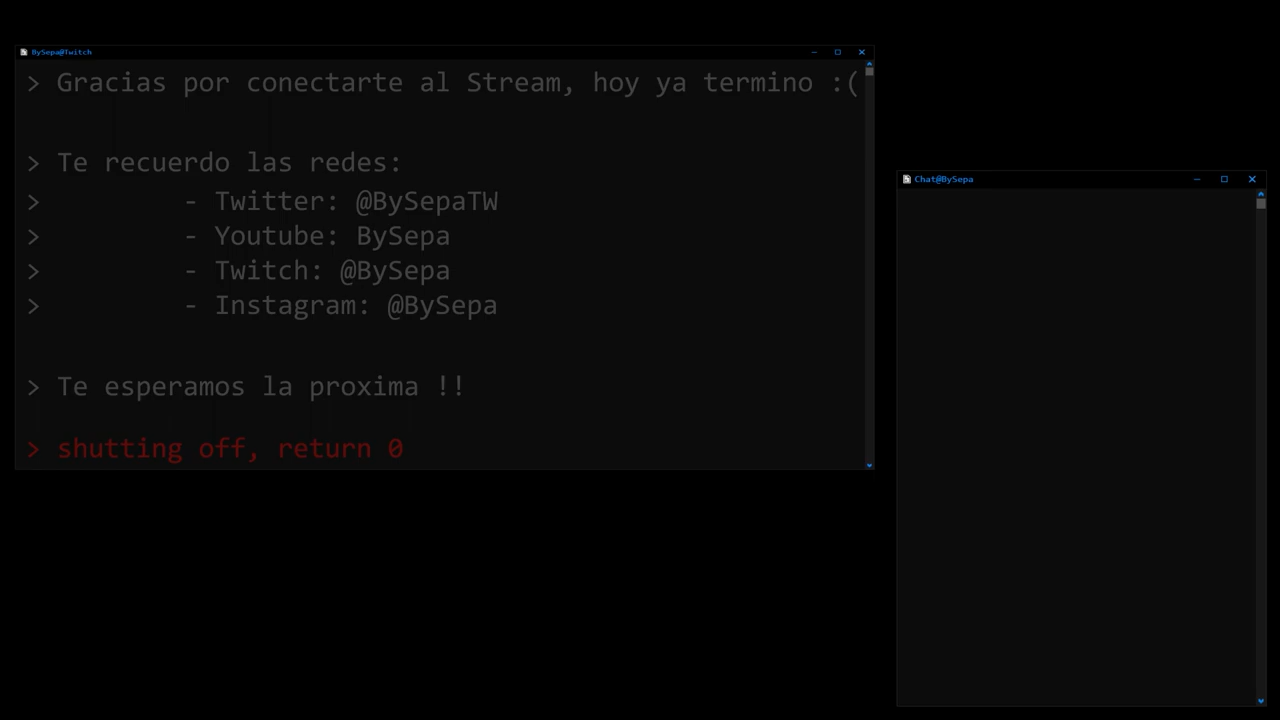 BySepa@Twitch
> Gracias por conectarte al Stream, hoy ya termino :(
> Te recuerdo las redes:
> - Twitter: @BySepaTW
> - Youtube: BySepa
> - Twitch: @BySepa
> - Instagram: @BySepa
> Te esperamos la proxima !!
> shutting off, return 0
Chat@BySepa